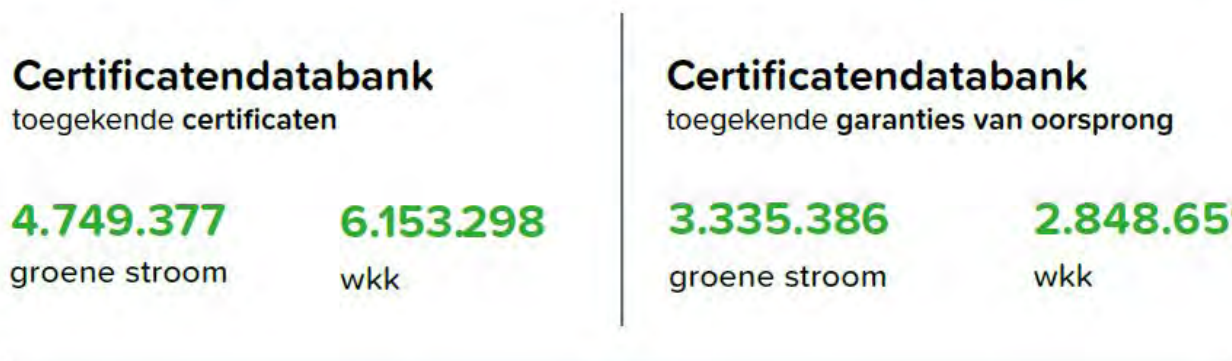 Certificatendatabank
toegekende certificaten
4.749.377 6.153.298
groene stroom wkk
Certificatendatabank
toegekende garanties van oorsprong
3.335.386 2.848.65
groene stroom wkk